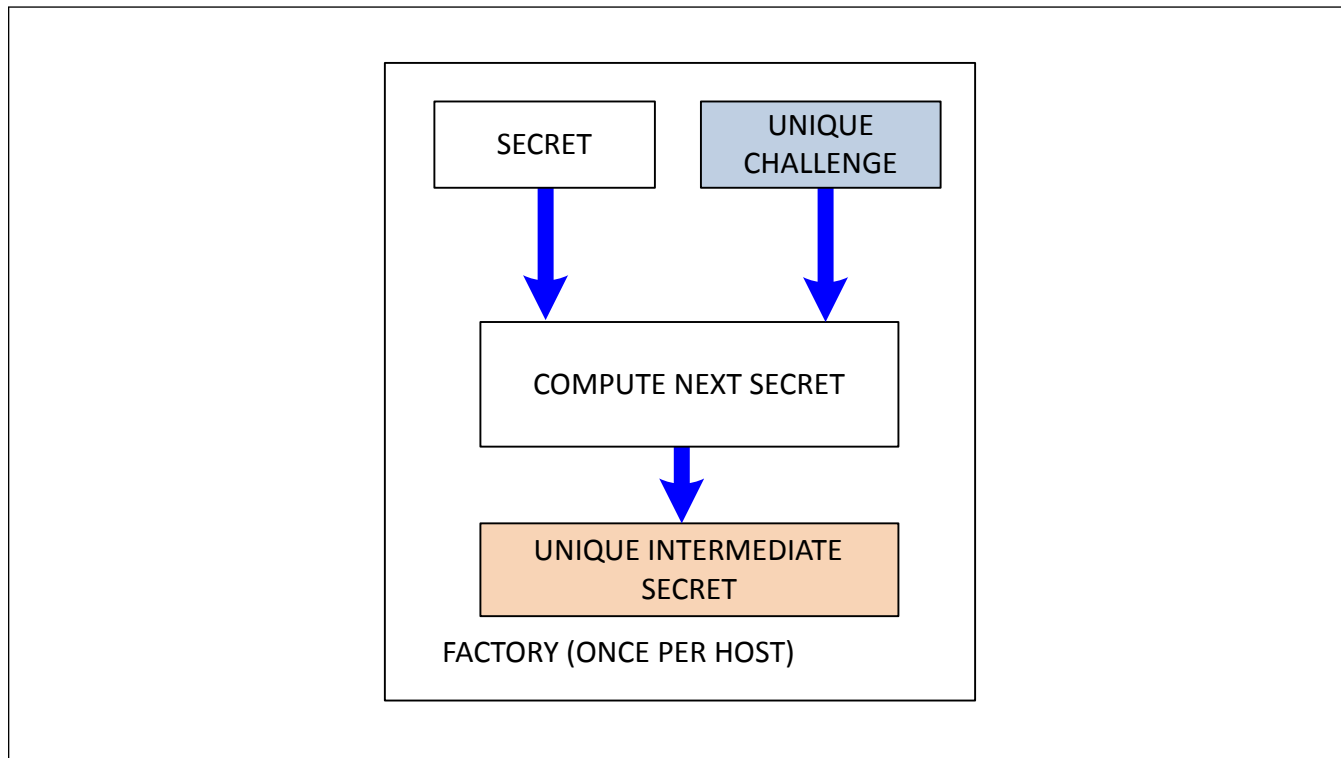 SECRET
UNIQUE
CHALLENGE
COMPUTE NEXT SECRET
UNIQUE INTERMEDIATE
SECRET
FACTORY (ONCE PER HOST)